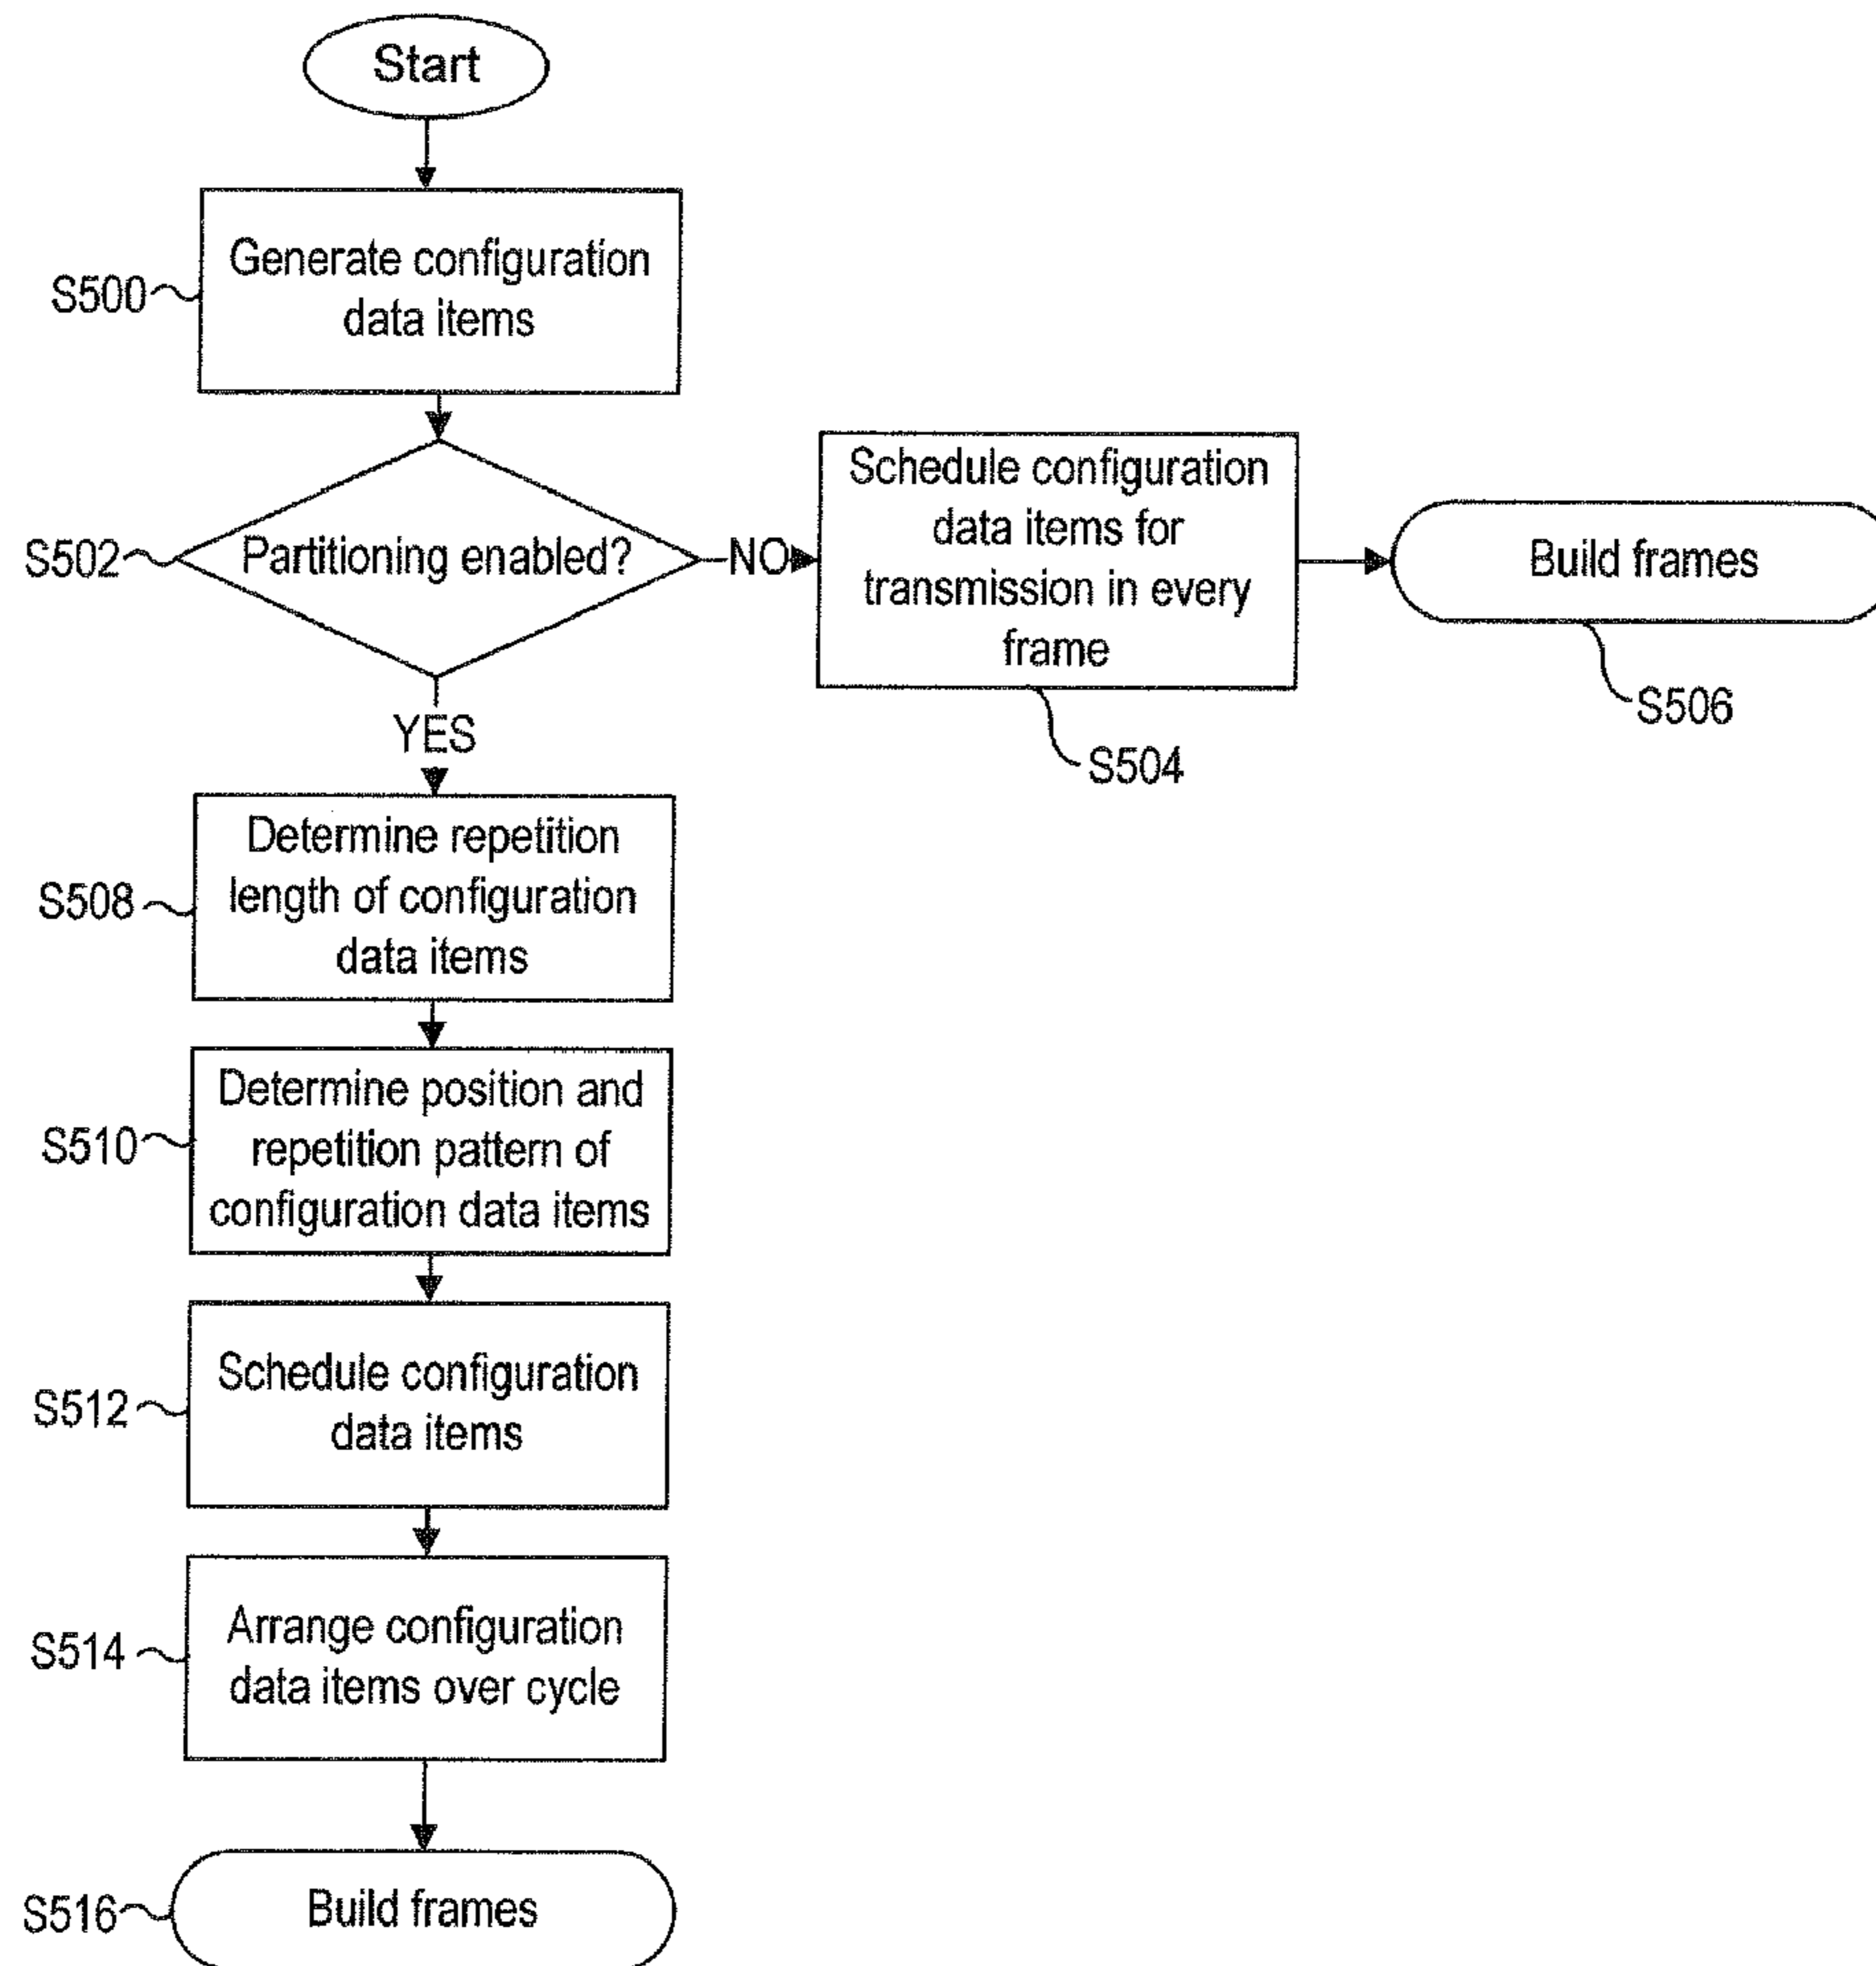 Start
S500
Generate configuration
data items
S502
Partitioning enabled?
NO
Schedule configuration
data items for
transmission in every
frame
S504
Build frames
S506
YES
S508
Determine repetition
length of configuration
data items
S510
Determine position and
repetition pattern of
configuration data items
S512
Schedule configuration
data items
S514
Arrange configuration
data items over cycle
S516
Build frames